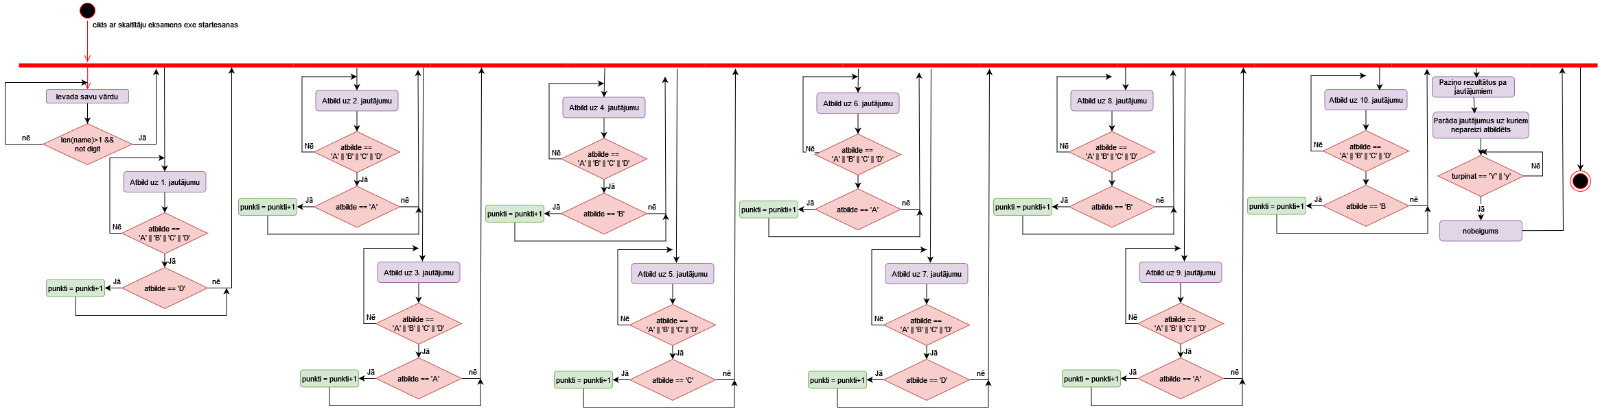 cikls ar skaitītāju eksamens.exe startēšanas
Ievada savu vārdu
len(name)>1 &&
not digit
nē
Jā
Atbild uz 1. jautājumu
atbilde ==
'A' || 'B' || 'C' || 'D'
Nē
Jā
atbilde == 'D'
Jā
nē
punkti = punkti+1
Atbild uz 2. jautājumu
atbilde ==
'A' || 'B' || 'C' || 'D'
Nē
Jā
atbilde == 'A'
Jā
nē
punkti = punkti+1
Atbild uz 3. jautājumu
atbilde ==
'A' || 'B' || 'C' || 'D'
Nē
Jā
atbilde == 'A'
Jā
nē
punkti = punkti+1
Atbild uz 4. jautājumu
atbilde ==
'A' || 'B' || 'C' || 'D'
Nē
Jā
atbilde == 'B'
Jā
nē
punkti = punkti+1
Atbild uz 5. jautājumu
atbilde ==
'A' || 'B' || 'C' || 'D'
Nē
Jā
atbilde == 'C'
Jā
nē
punkti = punkti+1
Atbild uz 6. jautājumu
atbilde ==
'A' || 'B' || 'C' || 'D'
Nē
Jā
atbilde == 'A'
Jā
nē
punkti = punkti+1
Atbild uz 7. jautājumu
atbilde ==
'A' || 'B' || 'C' || 'D'
Nē
Jā
atbilde == 'D'
Jā
nē
punkti = punkti+1
Atbild uz 8. jautājumu
atbilde ==
'A' || 'B' || 'C' || 'D'
Nē
Jā
atbilde == 'B'
Jā
nē
punkti = punkti+1
Atbild uz 9. jautājumu
atbilde ==
'A' || 'B' || 'C' || 'D'
Nē
Jā
atbilde == 'A'
Jā
nē
punkti = punkti+1
Atbild uz 10. jautājumu
atbilde ==
'A' || 'B' || 'C' || 'D'
Nē
Jā
atbilde == 'B
Jā
nē
punkti = punkti+1
Paziņo rezultātus pa
jautājumiem
Parāda jautājumus uz kuriem
nepareizi atbildēts
turpinat == 'Y' || 'y'
Nē
Jā
nobeigums